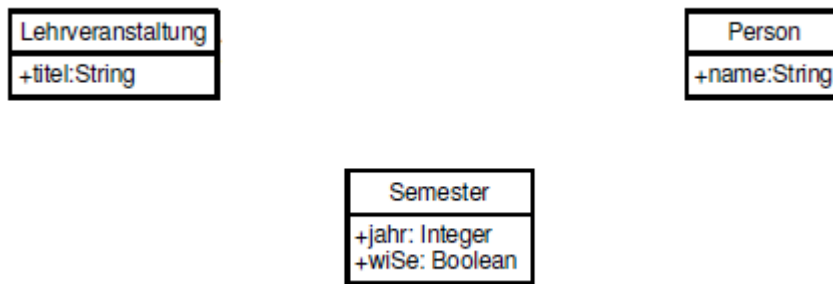 Lehrveranstaltung
+titel:String
Person
+name:String
Semester
+jahr: Integer
+wiSe: Boolean